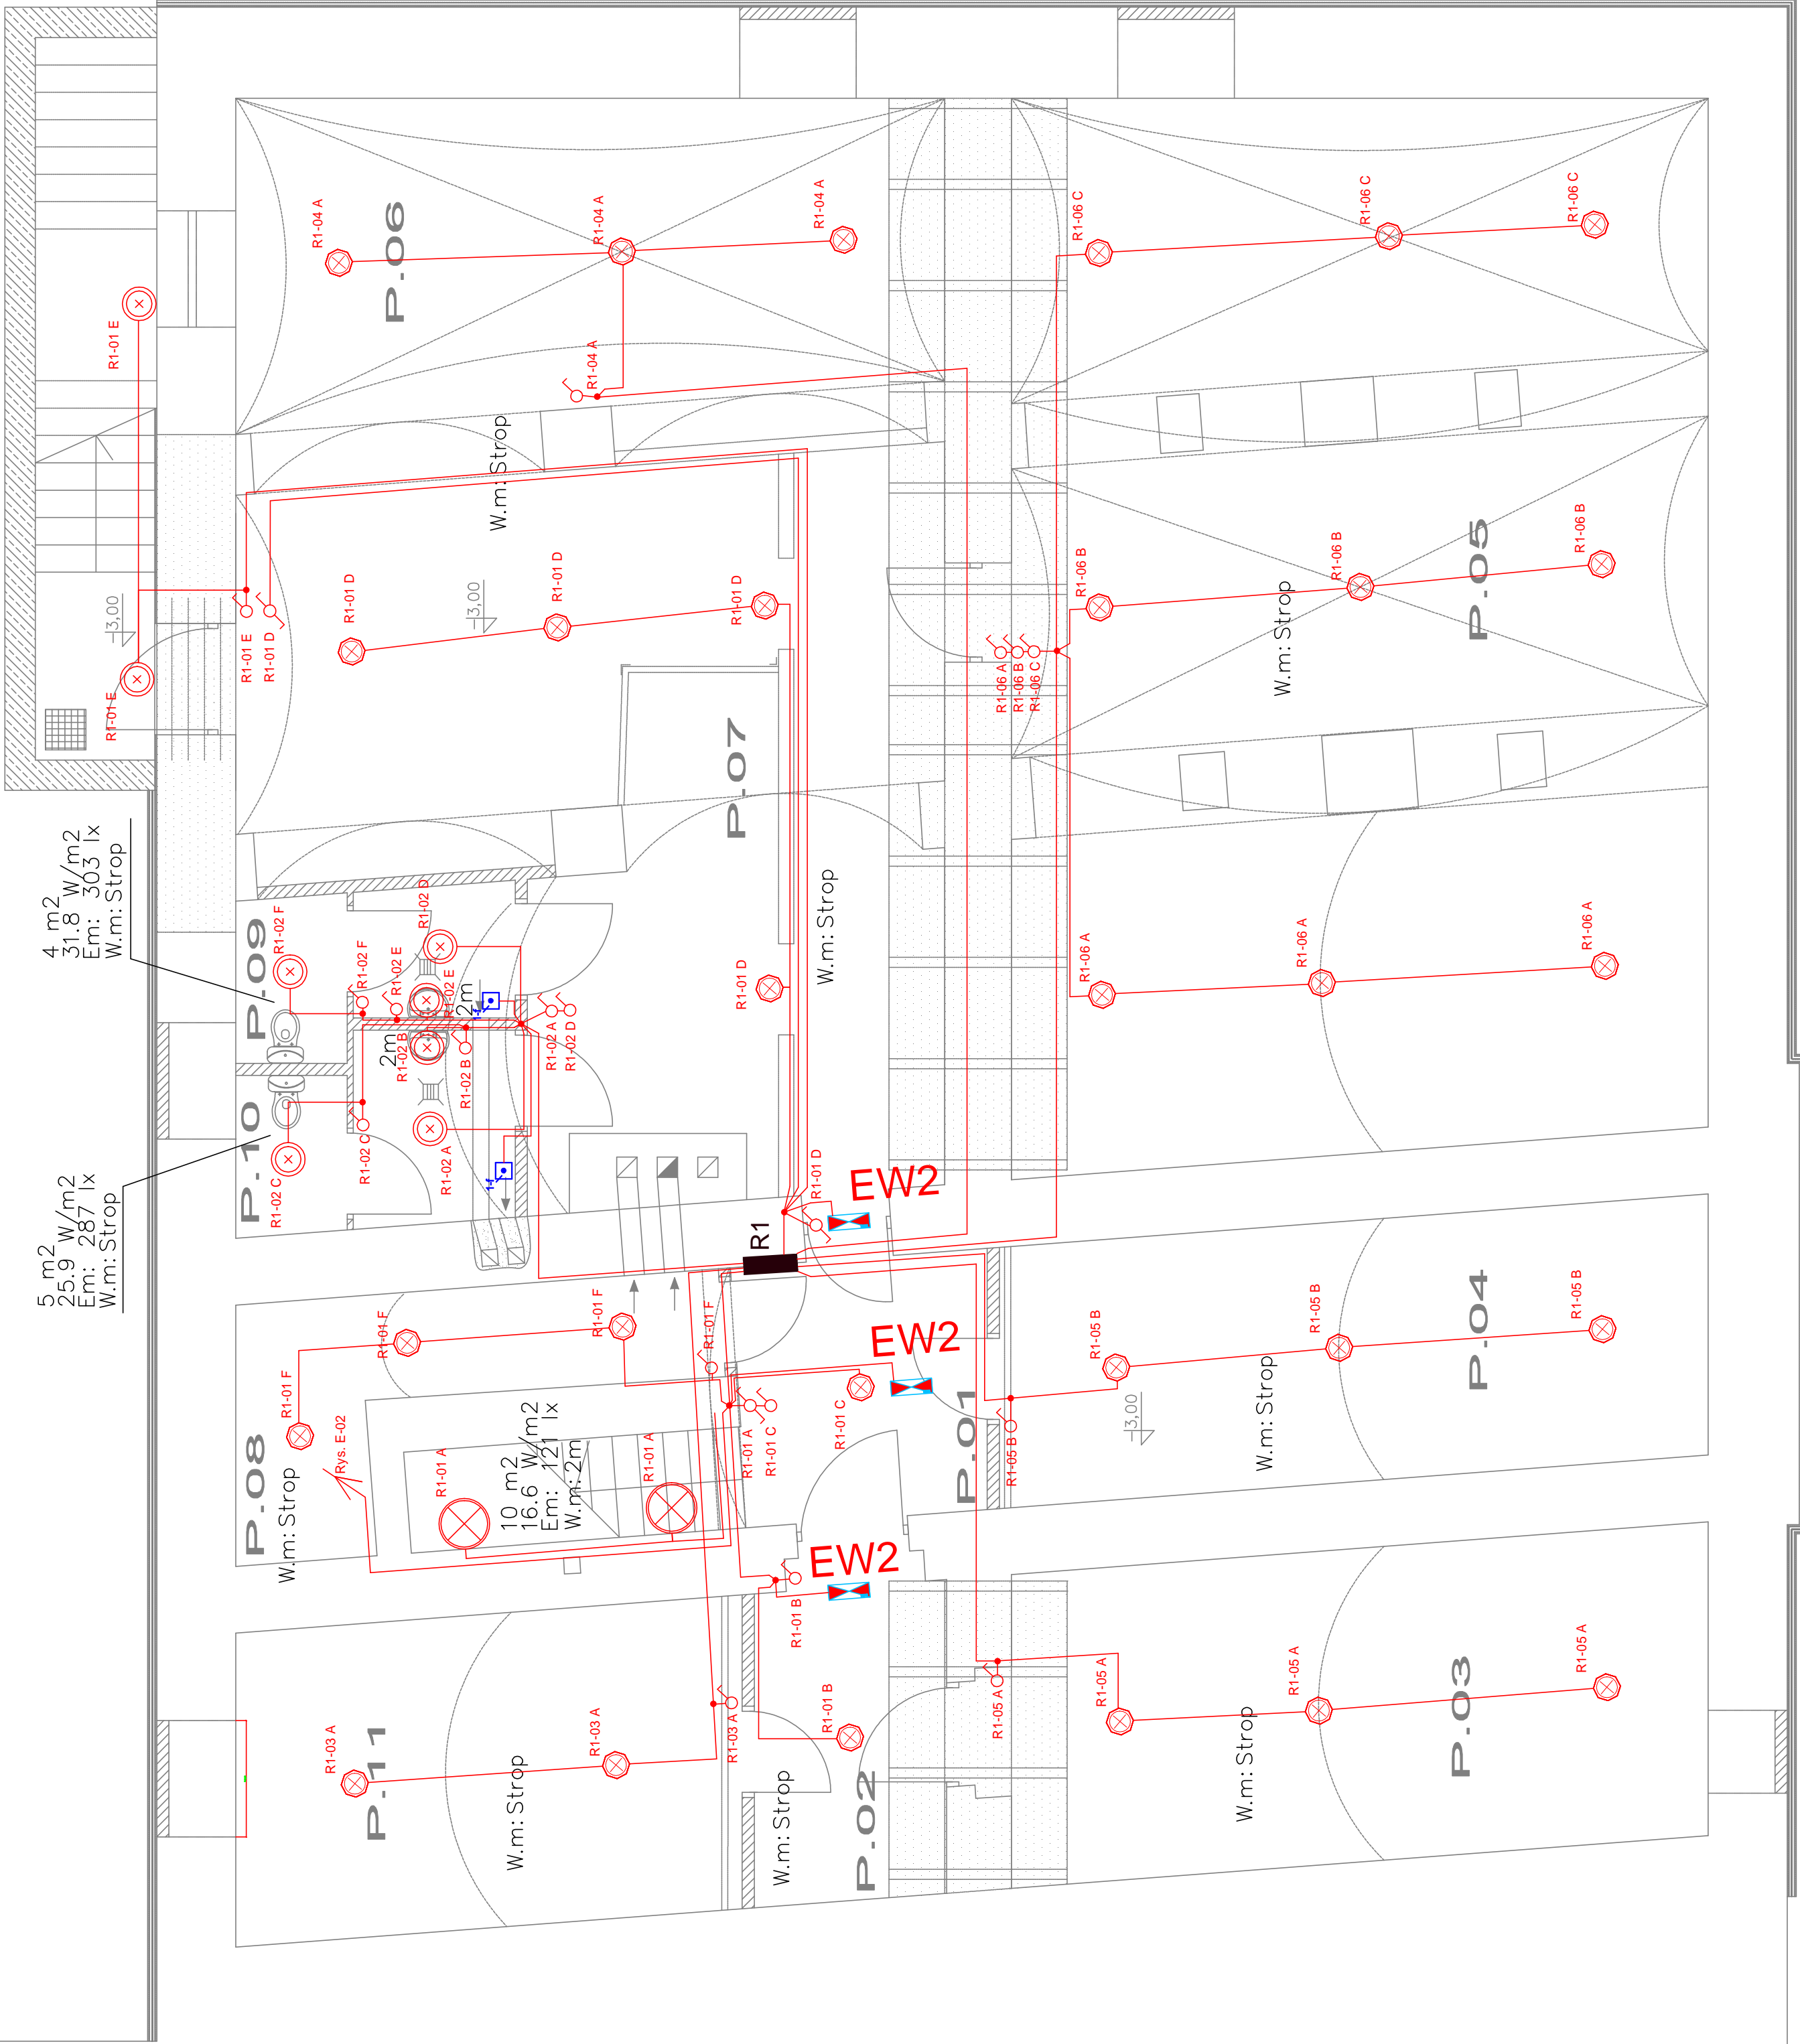 R1-01 E
R1-01 E
R1-04 A
R1-04 A
R1-04 A
P.06
R1-04 A
R1-06 C
R1-06 C
R1-06 C
W.m: Strop
-3,00
R1-01 E
R1-01 D
R1-01 D
-3,00
R1-01 D
R1-01 D
R1-06 A
R1-06 B
R1-06 C
R1-06 B
R1-06 B
R1-06 B
W.m: Strop
P.05
P.07
4 m2
31.8 W/m2
Em: 303 lx
W.m: Strop
P.09
R1-02 F
R1-02 F
R1-02 E
R1-02 D
R1-02 E
2m
1-f
R1-01 D
W.m: Strop
R1-06 A
R1-06 A
R1-06 A
2m
R1-02 B
R1-02 B
R1-02 A
R1-02 D
5 m2
25.9 W/m2
Em: 287 lx
W.m: Strop
P.10
R1-02 C
R1-02 C
R1-02 A
1-f
R1-01 D
EW2
R1
R1-01 F
R1-01 F
R1-01 F
R1-01 F
EW2
P.08
W.m: Strop
Rys. E-02
R1-01 A
10 m2
16.6 W/m2
Em: 121 lx
W.m: 2m
R1-01 A
R1-01 A
R1-01 C
R1-01 C
P.01
R1-05 B
R1-05 B
R1-05 B
R1-05 B
-3,00
W.m: Strop
P.04
EW2
R1-01 B
R1-01 B
R1-03 A
R1-03 A
R1-03 A
P.11
W.m: Strop
W.m: Strop
P.02
R1-05 A
R1-05 A
R1-05 A
R1-05 A
W.m: Strop
P.03